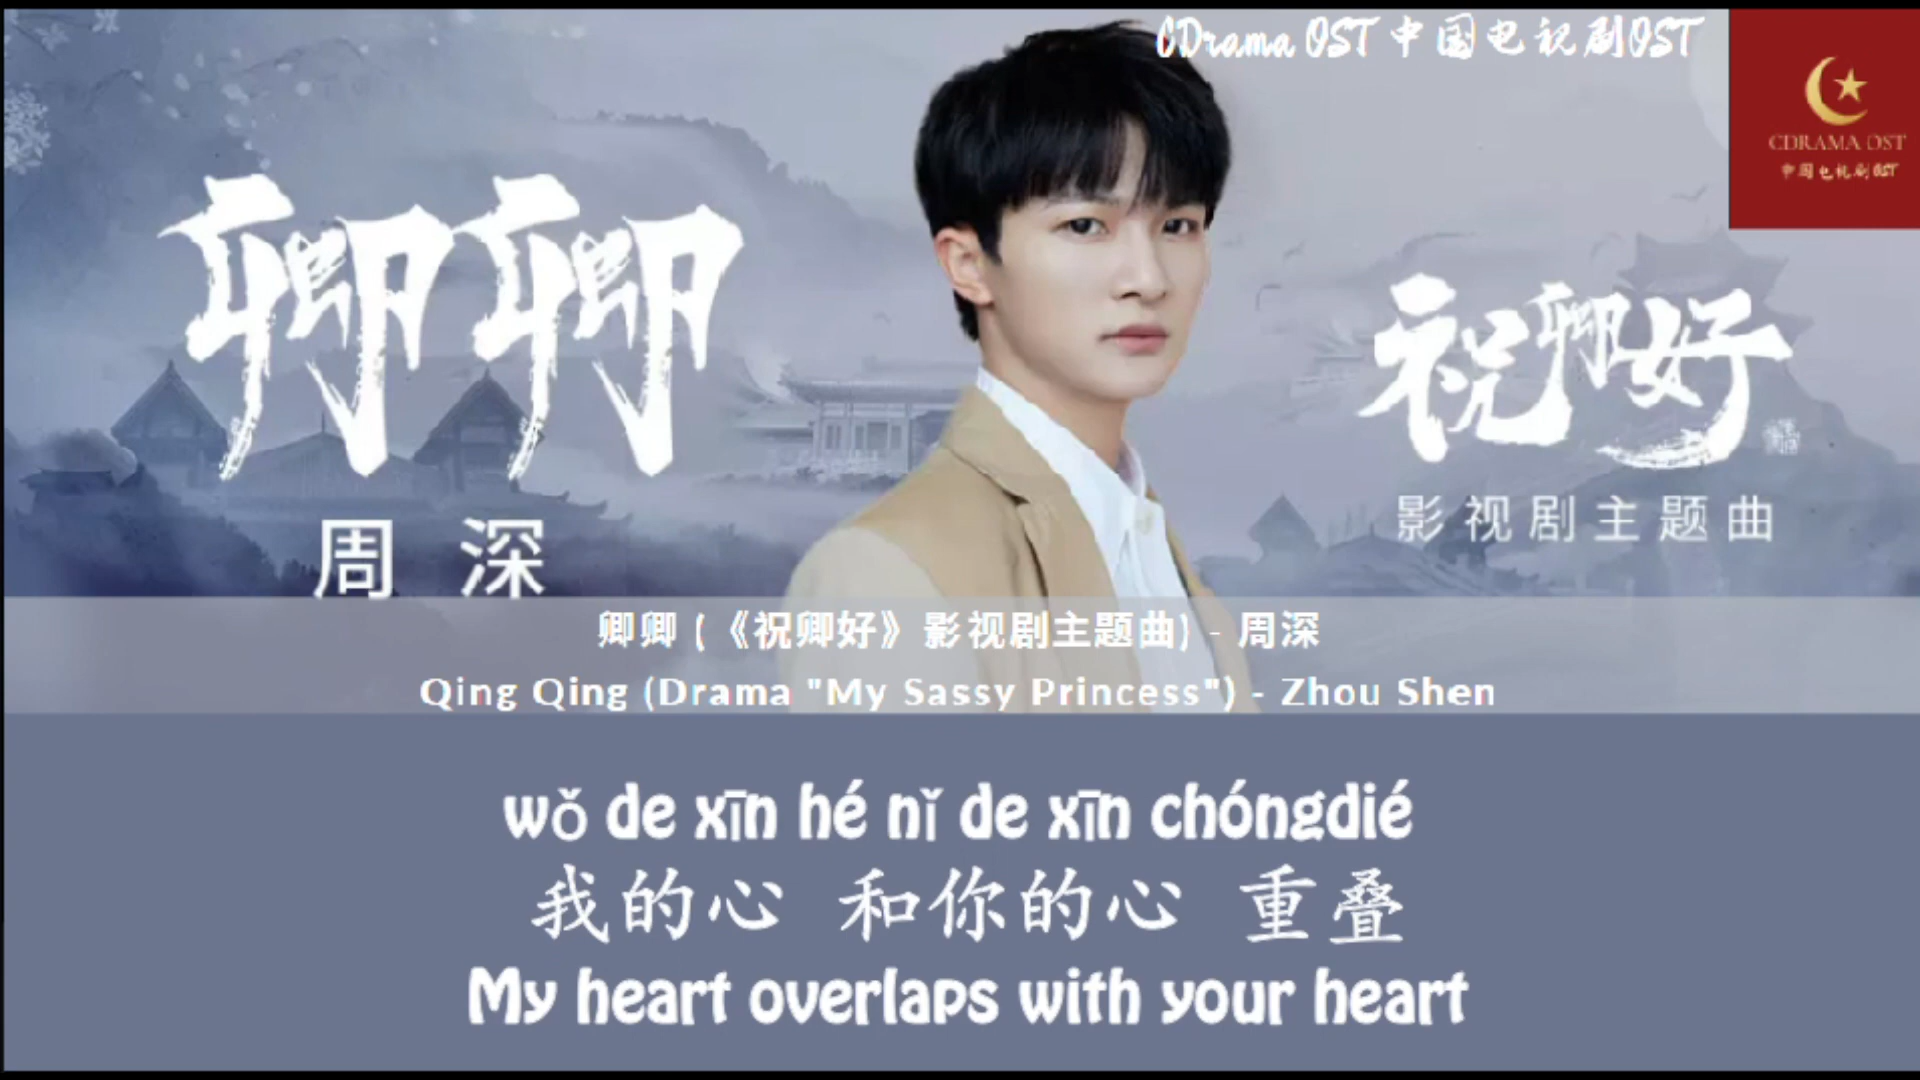 CDrama OST 中国电视剧OST
CDRAMA OST
中国电视剧OST
卿卿
周深
祝卿好
影视剧主题曲
卿卿 (《祝卿好》影视剧主题曲) - 周深
Qing Qing (Drama "My Sassy Princess") - Zhou Shen
wǒ de xīn hé nǐ de xīn chóngdié
我的心 和你的心 重叠
My heart overlaps with your heart